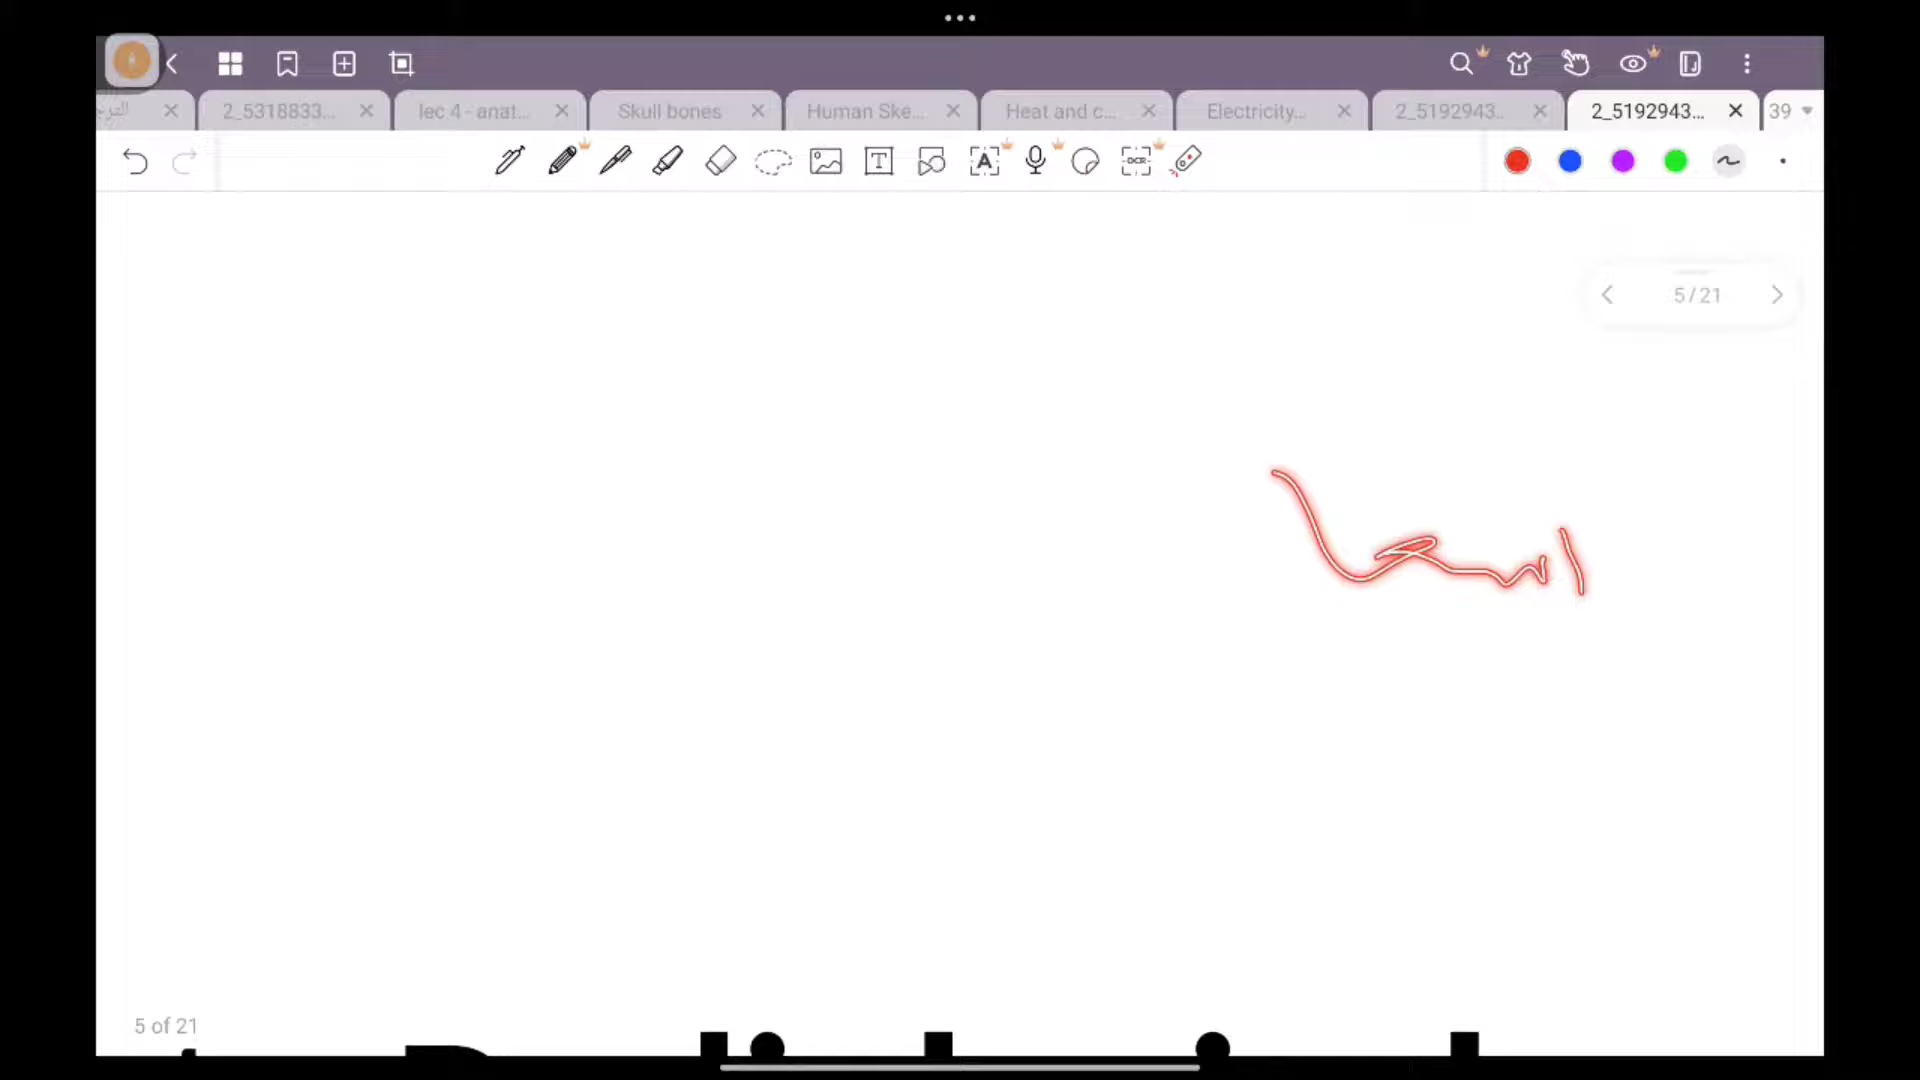 2_5318833...
lec 4 - anat...
Skull bones
Human Ske...
Heat and c...
Electricity...
2_5192943..
2_5192943...
39
T
A
OCR
5 / 21
5 of 21